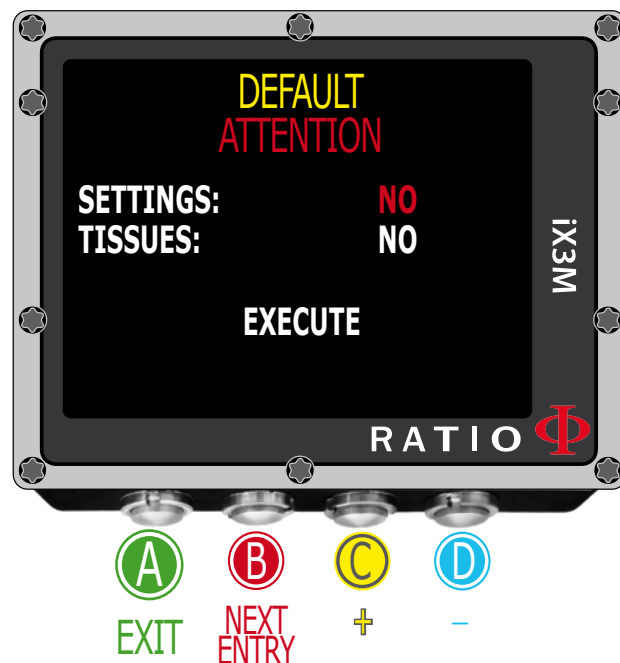 DEFAULT
ATTENTION
SETTINGS: NO
TISSUES: NO
EXECUTE
iX3M
RATIO
A B C D
EXIT NEXT ENTRY + -